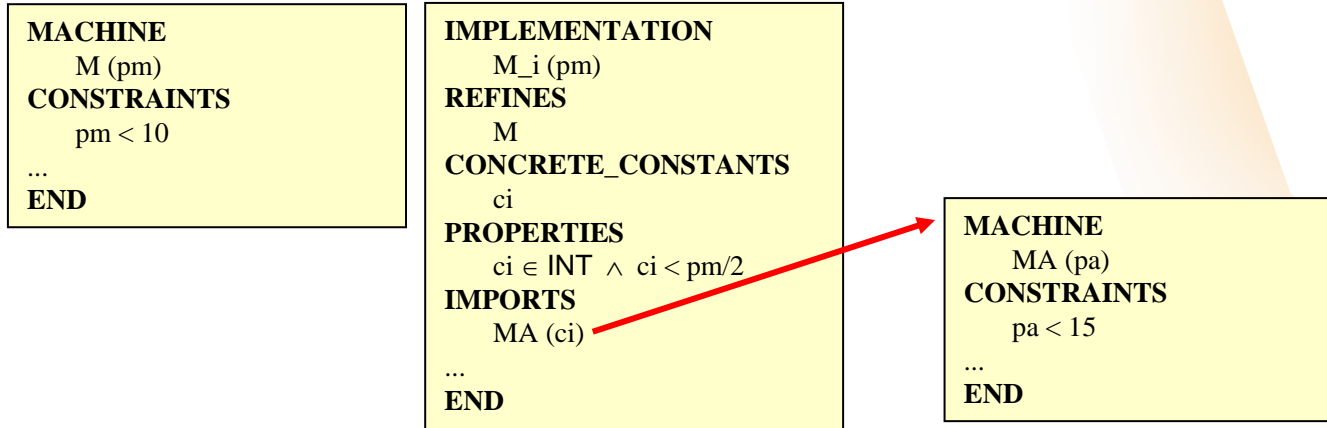 MACHINE
M (pm)
CONSTRAINTS
pm < 10
...
END
IMPLEMENTATION
M_i (pm)
REFINES
M
CONCRETE_CONSTANTS
ci
PROPERTIES
ci ∈ INT ∧ ci < pm/2
IMPORTS
MA (ci)
...
END
MACHINE
MA (pa)
CONSTRAINTS
pa < 15
...
END